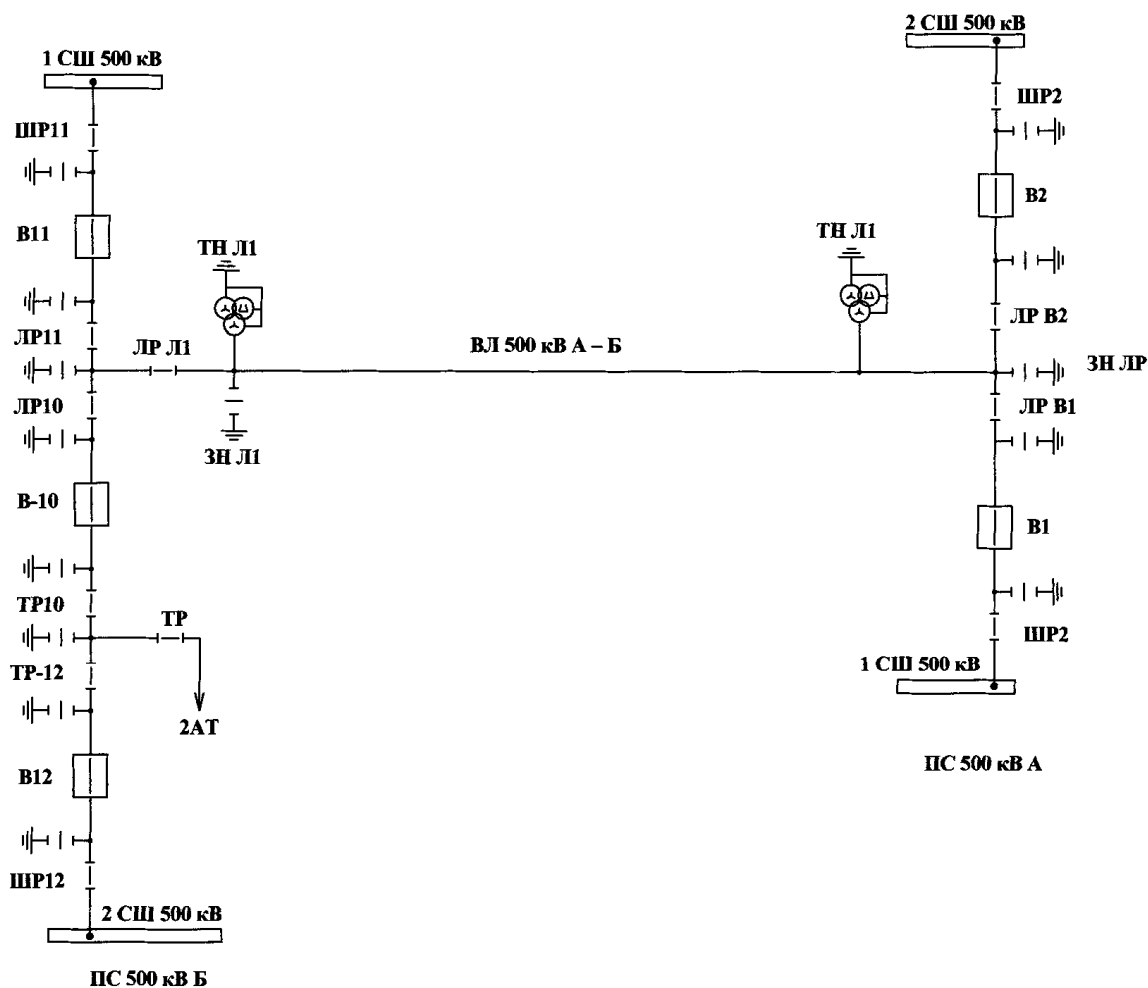 1 СШ 500 кВ
ШР11
В11
ЛР11
ЛР10
В-10
ТР10
ТР-12
В12
ШР12
2 СШ 500 кВ
ПС 500 кВ Б
ТН Л1
ЛР Л1
ЗН Л1
ТР
2АТ
ВЛ 500 кВ А – Б
ТН Л1
2 СШ 500 кВ
ШР2
В2
ЛР В2
ЗН ЛР
ЛР В1
В1
ШР2
1 СШ 500 кВ
ПС 500 кВ А